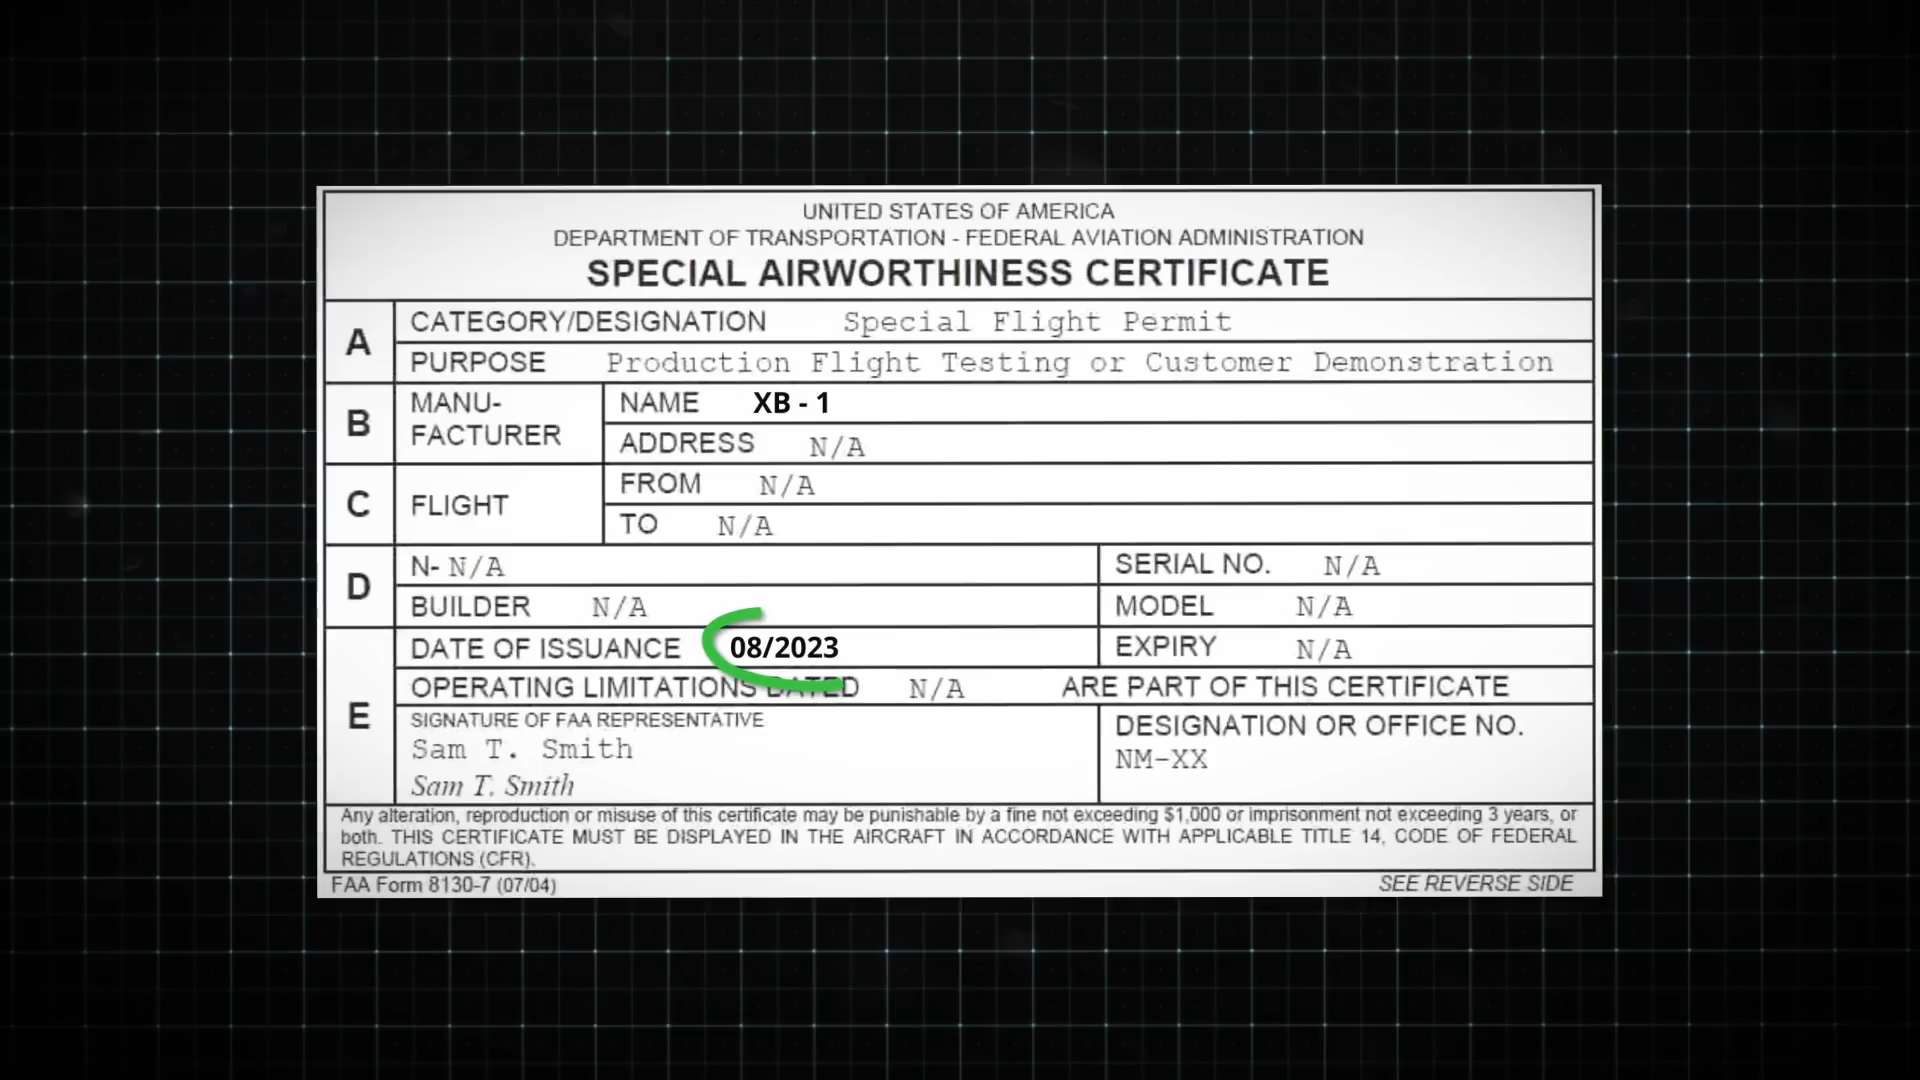 UNITED STATES OF AMERICA
DEPARTMENT OF TRANSPORTATION - FEDERAL AVIATION ADMINISTRATION
SPECIAL AIRWORTHINESS CERTIFICATE
A
CATEGORY/DESIGNATION Special Flight Permit
PURPOSE Production Flight Testing or Customer Demonstration
B
MANU-
FACTURER
NAME XB - 1
ADDRESS N/A
C
FLIGHT
FROM N/A
TO N/A
D
N- N/A
SERIAL NO. N/A
BUILDER N/A
MODEL N/A
E
DATE OF ISSUANCE 08/2023
EXPIRY N/A
OPERATING LIMITATIONS DATED N/A ARE PART OF THIS CERTIFICATE
SIGNATURE OF FAA REPRESENTATIVE
Sam T. Smith
Sam T. Smith
DESIGNATION OR OFFICE NO.
NM-XX
Any alteration, reproduction or misuse of this certificate may be punishable by a fine not exceeding $1,000 or imprisonment not exceeding 3 years, or
both. THIS CERTIFICATE MUST BE DISPLAYED IN THE AIRCRAFT IN ACCORDANCE WITH APPLICABLE TITLE 14, CODE OF FEDERAL
REGULATIONS (CFR).
FAA Form 8130-7 (07/04)
SEE REVERSE SIDE